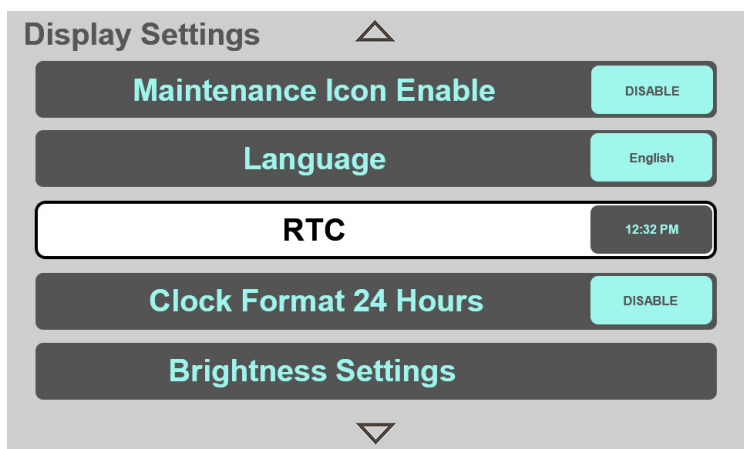 Display Settings
Maintenance Icon Enable DISABLE
Language English
RTC 12:32 PM
Clock Format 24 Hours DISABLE
Brightness Settings